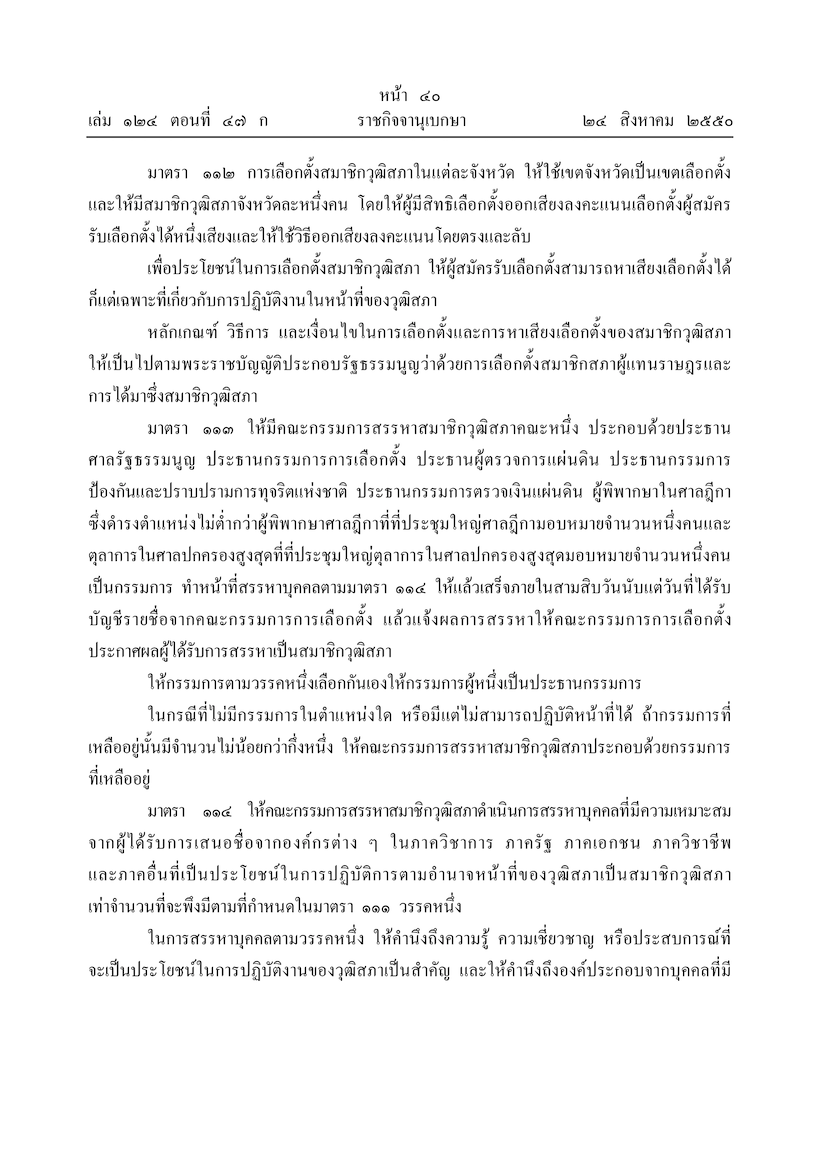 หน้า ๔๐
เล่ม ๑๒๔ ตอนที่ ๔๗ ก ราชกิจจานุเบกษา ๒๔ สิงหาคม ๒๕๕๐
มาตรา ๑๑๒ การเลือกตั้งสมาชิกวุฒิสภาในแต่ละจังหวัด ให้ใช้เขตจังหวัดเป็นเขตเลือกตั้ง
และให้มีสมาชิกวุฒิสภาจังหวัดละหนึ่งคน โดยให้ผู้มีสิทธิเลือกตั้งออกเสียงลงคะแนนเลือกตั้งผู้สมัคร
รับเลือกตั้งได้หนึ่งเสียงและให้ใช้วิธีออกเสียงลงคะแนนโดยตรงและลับ
เพื่อประโยชน์ในการเลือกตั้งสมาชิกวุฒิสภา ให้ผู้สมัครรับเลือกตั้งสามารถหาเสียงเลือกตั้งได้
ก็แต่เฉพาะที่เกี่ยวกับการปฏิบัติงานในหน้าที่ของวุฒิสภา
หลักเกณฑ์ วิธีการ และเงื่อนไขในการเลือกตั้งและการหาเสียงเลือกตั้งของสมาชิกวุฒิสภา
ให้เป็นไปตามพระราชบัญญัติประกอบรัฐธรรมนูญว่าด้วยการเลือกตั้งสมาชิกสภาผู้แทนราษฎรและ
การได้มาซึ่งสมาชิกวุฒิสภา
มาตรา ๑๑๓ ให้มีคณะกรรมการสรรหาสมาชิกวุฒิสภาคณะหนึ่ง ประกอบด้วยประธาน
ศาลรัฐธรรมนูญ ประธานกรรมการการเลือกตั้ง ประธานผู้ตรวจการแผ่นดิน ประธานกรรมการ
ป้องกันและปราบปรามการทุจริตแห่งชาติ ประธานกรรมการตรวจเงินแผ่นดิน ผู้พิพากษาในศาลฎีกา
ซึ่งดำรงตำแหน่งไม่ต่ำกว่าผู้พิพากษาศาลฎีกาที่ที่ประชุมใหญ่ศาลฎีกามอบหมายจำนวนหนึ่งคนและ
ตุลาการในศาลปกครองสูงสุดที่ที่ประชุมใหญ่ตุลาการในศาลปกครองสูงสุดมอบหมายจำนวนหนึ่งคน
เป็นกรรมการ ทำหน้าที่สรรหาบุคคลตามมาตรา ๑๑๔ ให้แล้วเสร็จภายในสามสิบวันนับแต่วันที่ได้รับ
บัญชีรายชื่อจากคณะกรรมการการเลือกตั้ง แล้วแจ้งผลการสรรหาให้คณะกรรมการการเลือกตั้ง
ประกาศผลผู้ได้รับการสรรหาเป็นสมาชิกวุฒิสภา
ให้กรรมการตามวรรคหนึ่งเลือกกันเองให้กรรมการผู้หนึ่งเป็นประธานกรรมการ
ในกรณีที่ไม่มีกรรมการในตำแหน่งใด หรือมีแต่ไม่สามารถปฏิบัติหน้าที่ได้ ถ้ากรรมการที่
เหลืออยู่นั้นมีจำนวนไม่น้อยกว่ากึ่งหนึ่ง ให้คณะกรรมการสรรหาสมาชิกวุฒิสภาประกอบด้วยกรรมการ
ที่เหลืออยู่
มาตรา ๑๑๔ ให้คณะกรรมการสรรหาสมาชิกวุฒิสภาดำเนินการสรรหาบุคคลที่มีความเหมาะสม
จากผู้ได้รับการเสนอชื่อจากองค์กรต่าง ๆ ในภาควิชาการ ภาครัฐ ภาคเอกชน ภาควิชาชีพ
และภาคอื่นที่เป็นประโยชน์ในการปฏิบัติการตามอำนาจหน้าที่ของวุฒิสภาเป็นสมาชิกวุฒิสภา
เท่าจำนวนที่จะพึงมีตามที่กำหนดในมาตรา ๑๑๑ วรรคหนึ่ง
ในการสรรหาบุคคลตามวรรคหนึ่ง ให้คำนึงถึงความรู้ ความเชี่ยวชาญ หรือประสบการณ์ที่
จะเป็นประโยชน์ในการปฏิบัติงานของวุฒิสภาเป็นสำคัญ และให้คำนึงถึงองค์ประกอบจากบุคคลที่มี